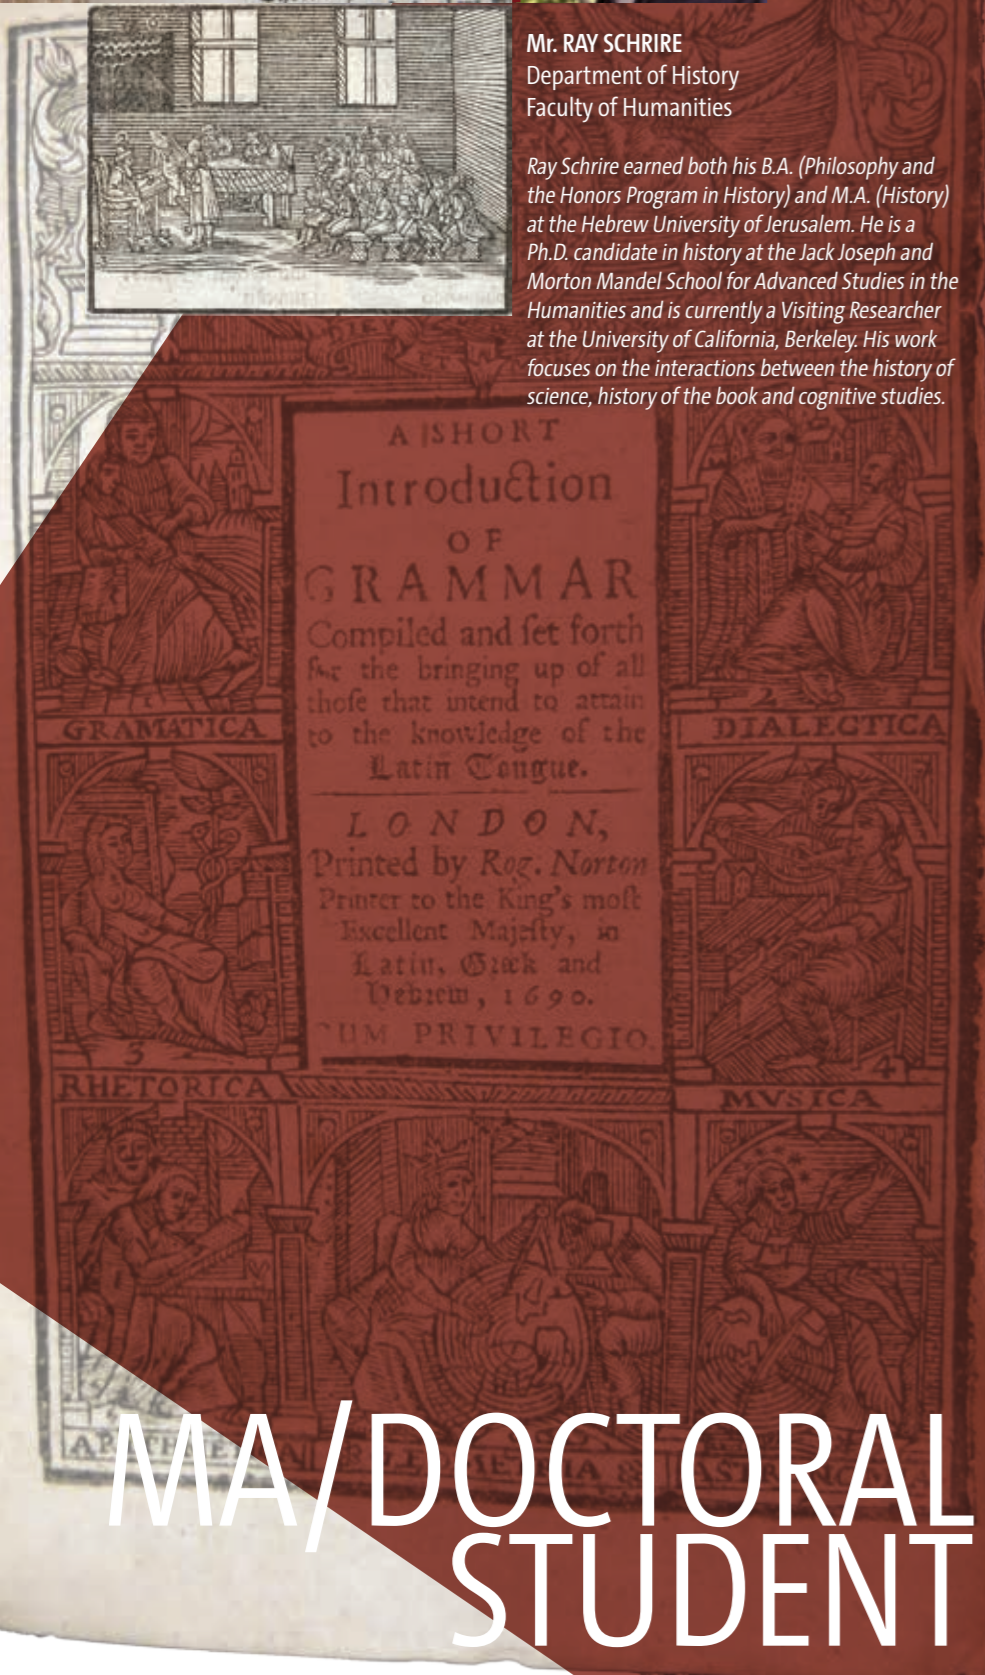 Mr. RAY SCHRIRE
Department of History
Faculty of Humanities
Ray Schrire earned both his B.A. (Philosophy and
the Honors Program in History) and M.A. (History)
at the Hebrew University of Jerusalem. He is a
Ph.D. candidate in history at the Jack Joseph and
Morton Mandel School for Advanced Studies in the
Humanities and is currently a Visiting Researcher
at the University of California, Berkeley. His work
focuses on the interactions between the history of
science, history of the book and cognitive studies.
A SHORT
Introduction
OF
GRAMMAR
Compiled and ſet forth
for the bringing up of all
thoſe that intend to attain
to the knowledge of the
Latin Tongue.
LONDON,
Printed by Rog. Norton
Printer to the King's moſt
Excellent Majeſty, in
Latin, Greek and
Hebrew, 1690.
CUM PRIVILEGIO
GRAMATICA
DIALECTICA
2
3
RHETORICA
4
MVSICA
MA/DOCTORAL
STUDENT